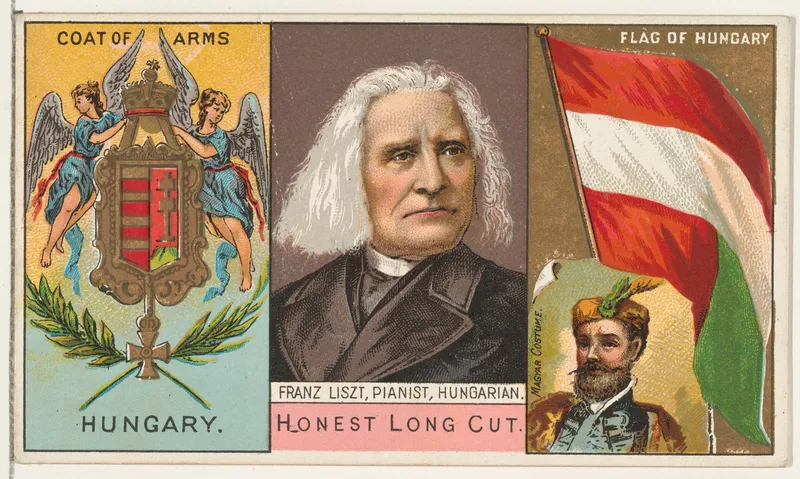 COAT OF ARMS
HUNGARY.
FRANZ LISZT, PIANIST, HUNGARIAN.
HONEST LONG CUT.
FLAG OF HUNGARY
MAGYAR COSTUME.